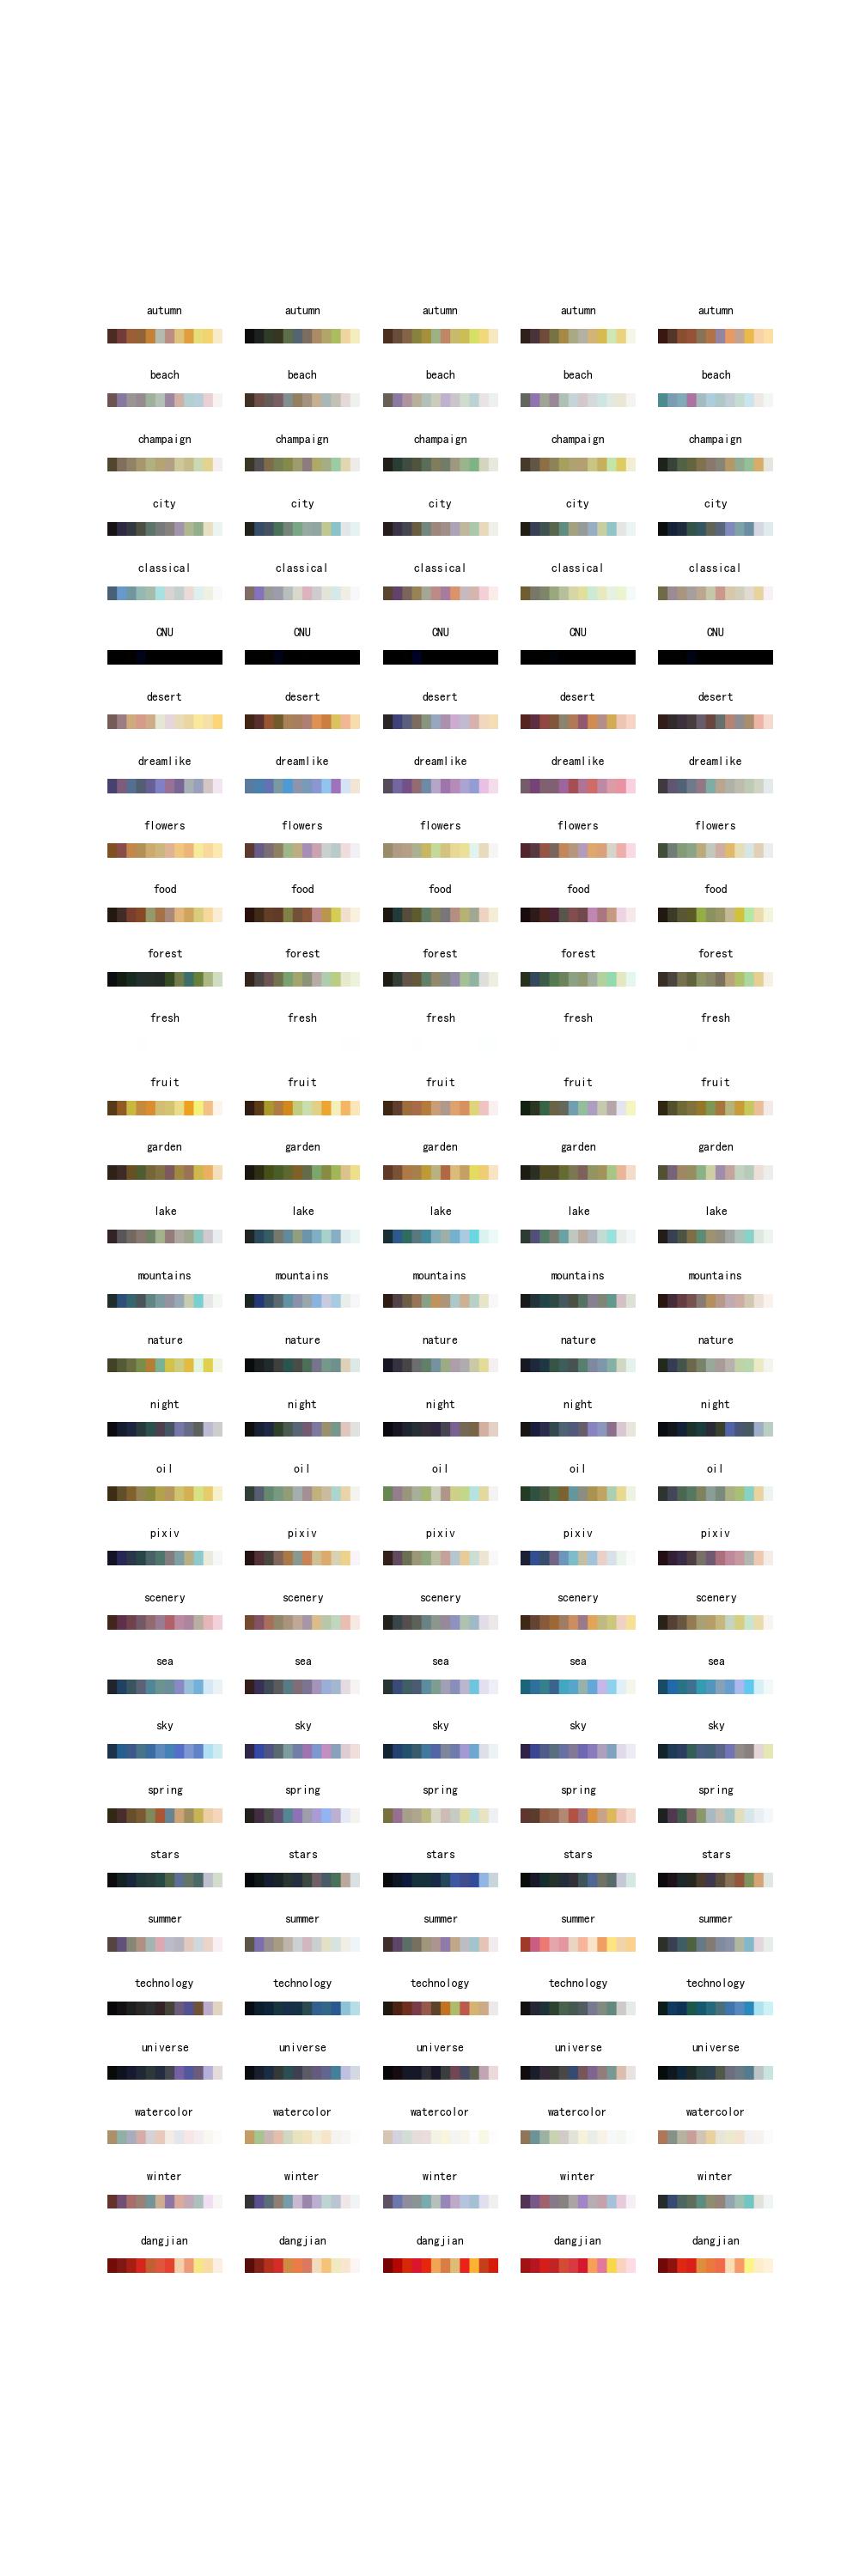 autumn autumn autumn autumn autumn
beach beach beach beach beach
champaign champaign champaign champaign champaign
city city city city city
classical classical classical classical classical
CNU CNU CNU CNU CNU
desert desert desert desert desert
dreamlike dreamlike dreamlike dreamlike dreamlike
flowers flowers flowers flowers flowers
food food food food food
forest forest forest forest forest
fresh fresh fresh fresh fresh
fruit fruit fruit fruit fruit
garden garden garden garden garden
lake lake lake lake lake
mountains mountains mountains mountains mountains
nature nature nature nature nature
night night night night night
oil oil oil oil oil
pixiv pixiv pixiv pixiv pixiv
scenery scenery scenery scenery scenery
sea sea sea sea sea
sky sky sky sky sky
spring spring spring spring spring
stars stars stars stars stars
summer summer summer summer summer
technology technology technology technology technology
universe universe universe universe universe
watercolor watercolor watercolor watercolor watercolor
winter winter winter winter winter
dangjian dangjian dangjian dangjian dangjian